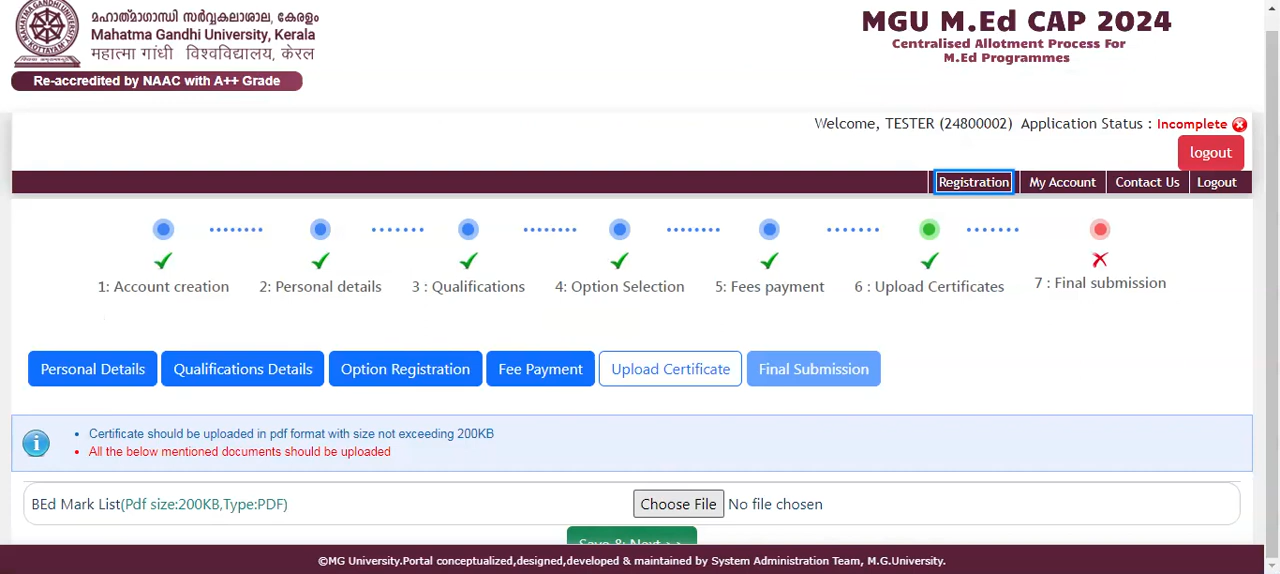 മഹാത്മാഗാന്ധി സർവ്വകലാശാല, കേരളം
Mahatma Gandhi University, Kerala
महात्मा गांधी विश्वविद्यालय, केरल
Re-accredited by NAAC with A++ Grade
MGU M.Ed CAP 2024
Centralised Allotment Process For
M.Ed Programmes
Welcome, TESTER (24800002) Application Status : Incomplete
logout
Registration My Account Contact Us Logout
1: Account creation 2: Personal details 3 : Qualifications 4: Option Selection 5: Fees payment 6 : Upload Certificates 7 : Final submission
Personal Details Qualifications Details Option Registration Fee Payment Upload Certificate Final Submission
Certificate should be uploaded in pdf format with size not exceeding 200KB
All the below mentioned documents should be uploaded
BEd Mark List(Pdf size:200KB,Type:PDF) Choose File No file chosen
Save & Next >>
©MG University.Portal conceptualized,designed,developed & maintained by System Administration Team, M.G.University.